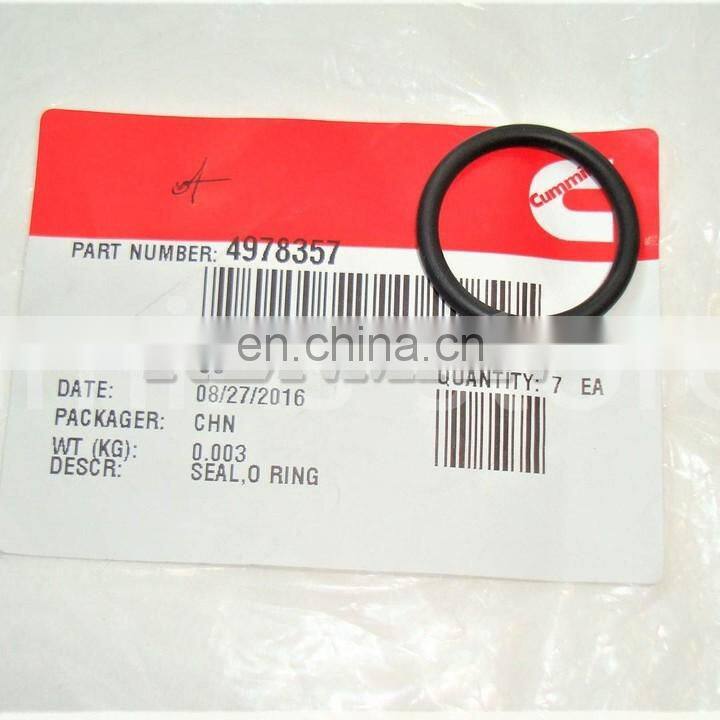 Cummins
PART NUMBER: 4978357
en.china.cn
QUANTITY: 7 EA
DATE: 08/27/2016
PACKAGER: CHN
WT (KG): 0.003
DESCR: SEAL,O RING